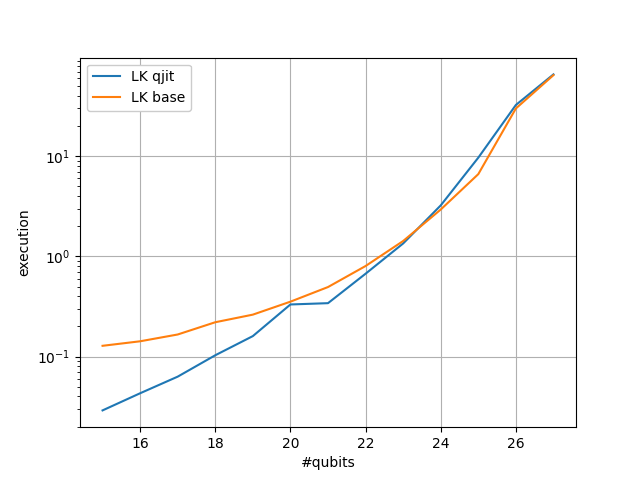 LK qjit
LK base
10¹
10⁰
10⁻¹
execution
16 18 20 22 24 26
#qubits